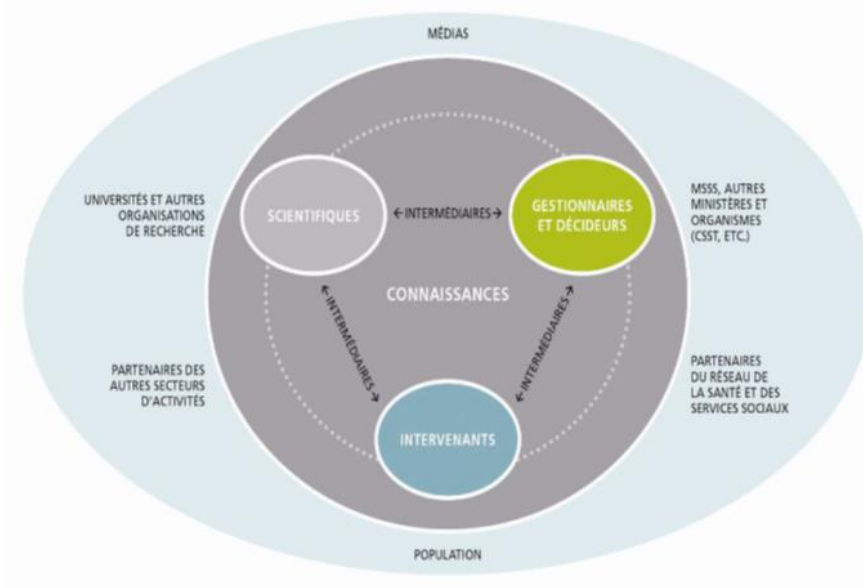 MÉDIAS
UNIVERSITÉS ET AUTRES
ORGANISATIONS
DE RECHERCHE
SCIENTIFIQUES
←INTERMÉDIAIRES→
GESTIONNAIRES
ET DÉCIDEURS
MSSS, AUTRES
MINISTÈRES ET
ORGANISMES
(CSST, ETC.)
CONNAISSANCES
←INTERMÉDIAIRES→
←INTERMÉDIAIRES→
PARTENAIRES DES
AUTRES SECTEURS
D'ACTIVITÉS
PARTENAIRES
DU RÉSEAU DE
LA SANTÉ ET DES
SERVICES SOCIAUX
INTERVENANTS
POPULATION